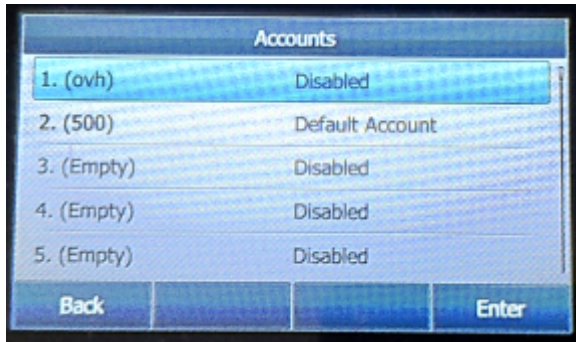 Accounts
1. (ovh) Disabled
2. (500) Default Account
3. (Empty) Disabled
4. (Empty) Disabled
5. (Empty) Disabled
Back Enter